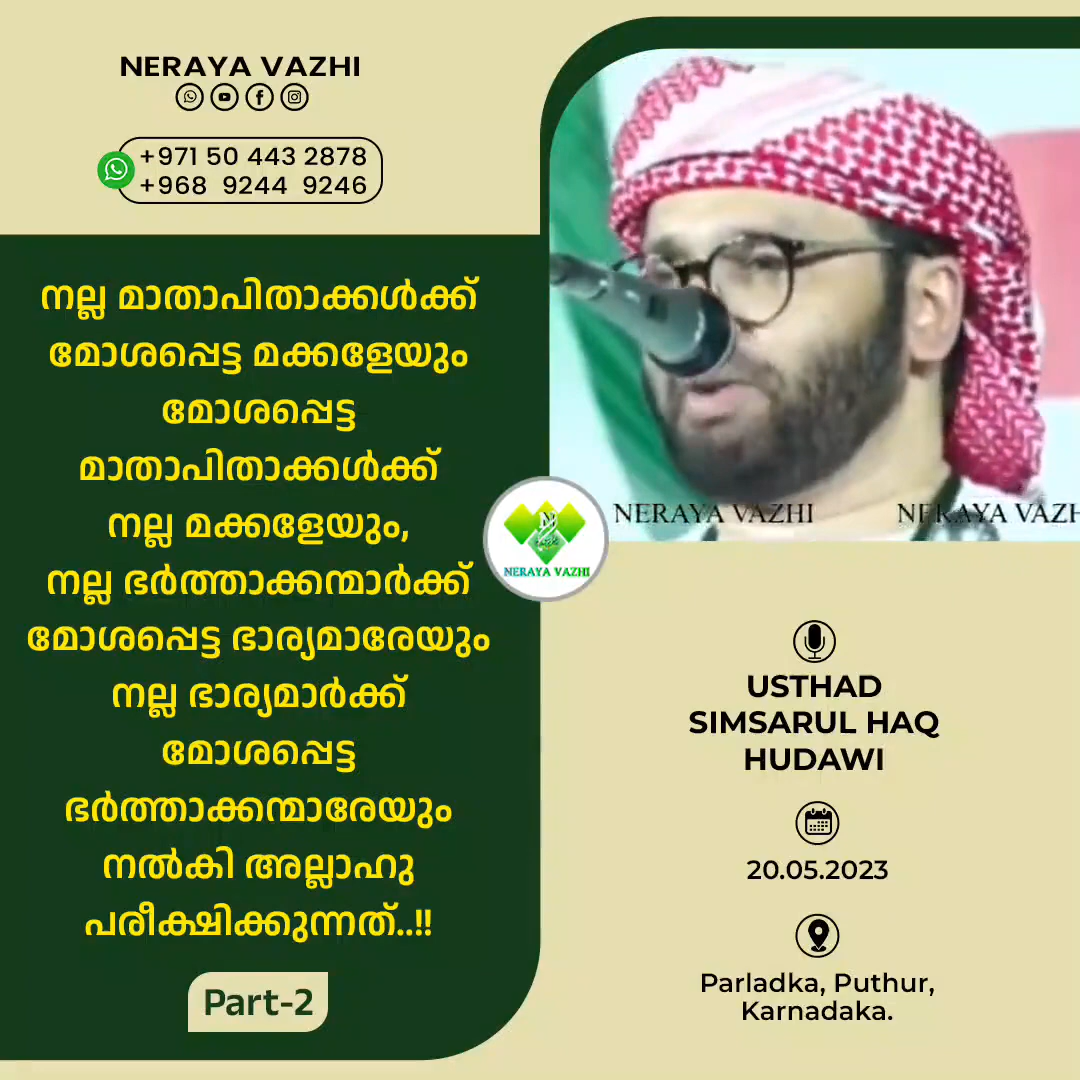 NERAYA VAZHI
+971 50 443 2878
+968 9244 9246
നല്ല മാതാപിതാക്കൾക്ക്
മോശപ്പെട്ട മക്കളേയും
മോശപ്പെട്ട
മാതാപിതാക്കൾക്ക്
നല്ല മക്കളേയും,
നല്ല ഭർത്താക്കന്മാർക്ക്
മോശപ്പെട്ട ഭാര്യമാരേയും
നല്ല ഭാര്യമാർക്ക്
മോശപ്പെട്ട
ഭർത്താക്കന്മാരേയും
നൽകി അല്ലാഹു
പരീക്ഷിക്കുന്നത്..!!
Part-2
NERAYA VAZHI
NERAYA VAZHI NERAYA VAZH
USTHAD
SIMSARUL HAQ
HUDAWI
20.05.2023
Parladka, Puthur,
Karnadaka.